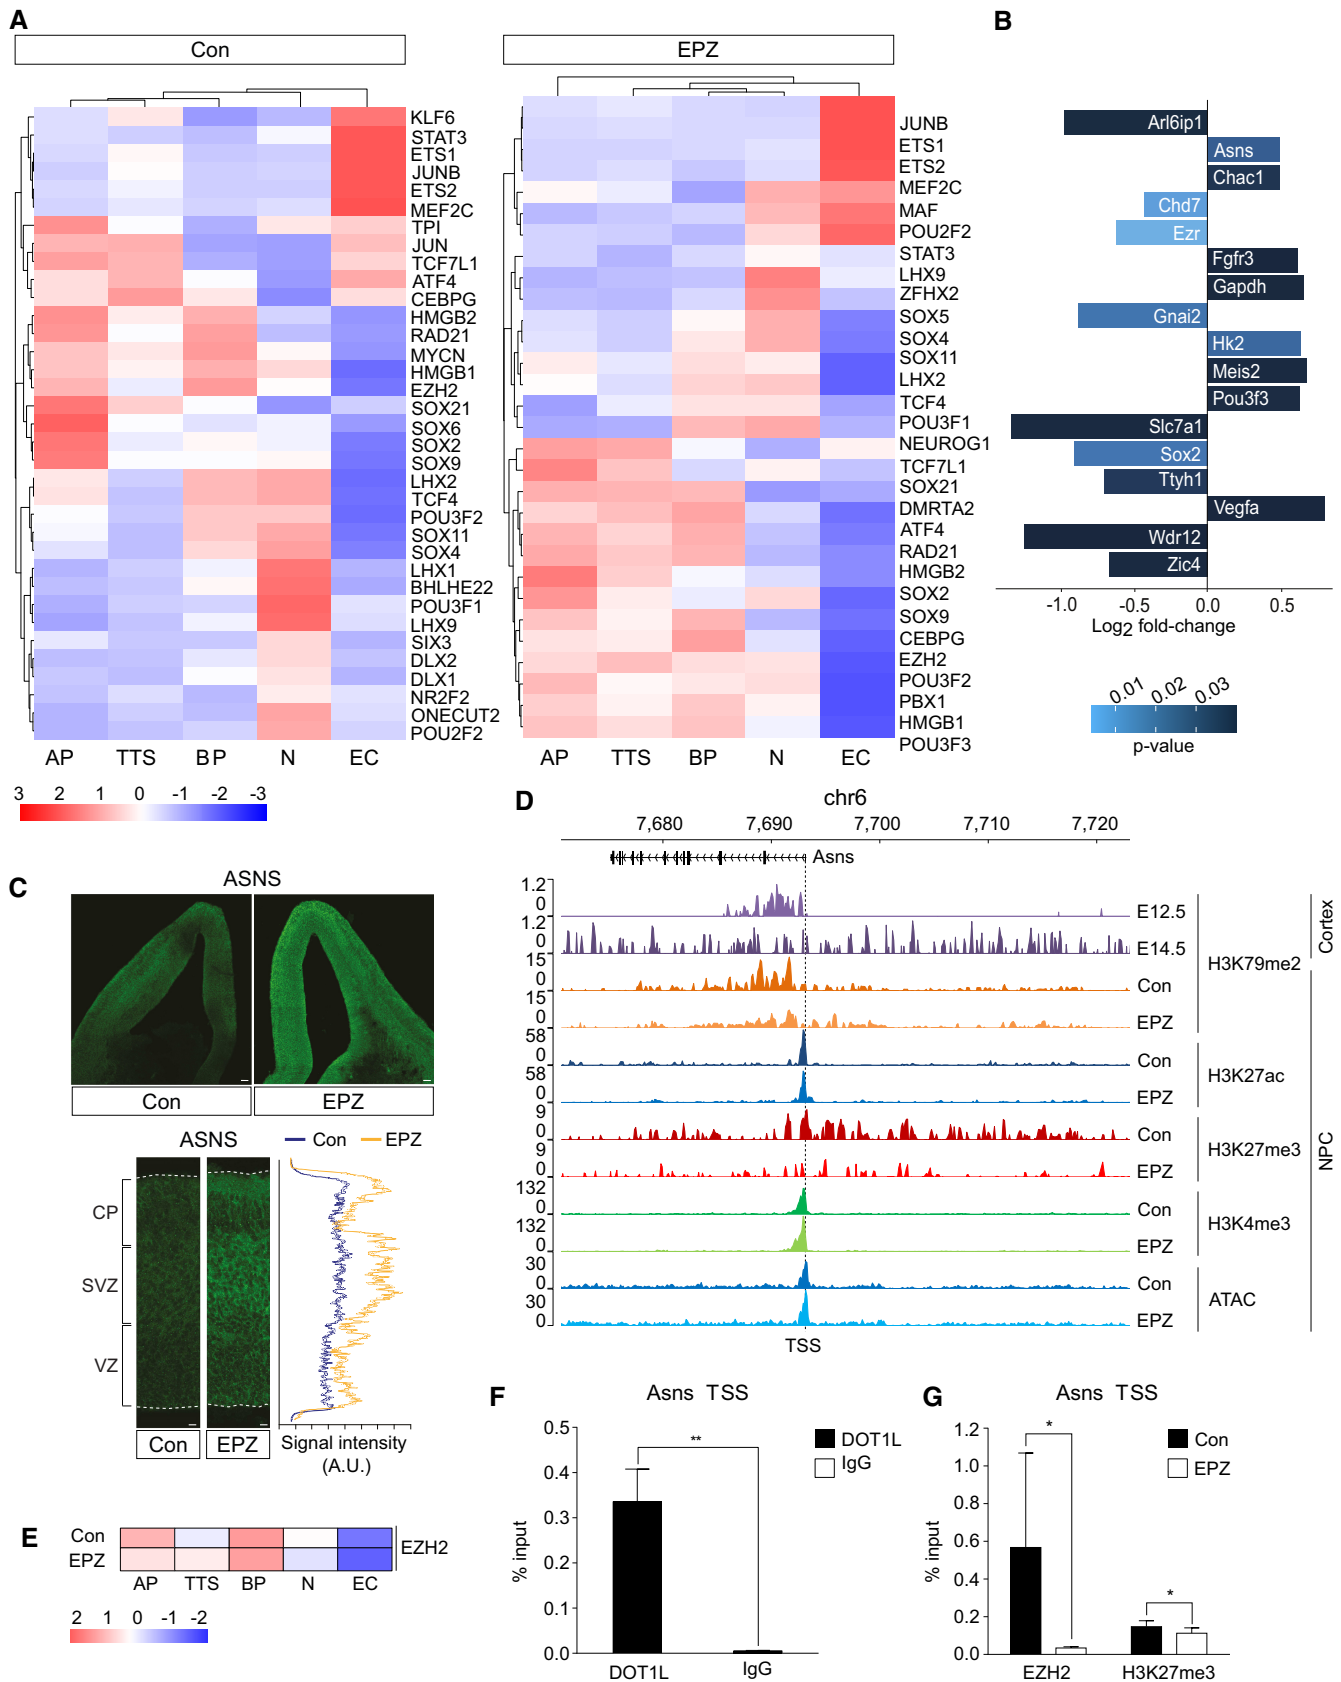 A
Con
KLF6
STAT3
ETS1
JUNB
ETS2
MEF2C
TPI
JUN
TCF7L1
ATF4
CEBPG
HMGB2
RAD21
MYCN
HMGB1
EZH2
SOX21
SOX6
SOX2
SOX9
LHX2
TCF4
POU3F2
SOX11
SOX4
LHX1
BHLHE22
POU3F1
LHX9
SIX3
DLX2
DLX1
NR2F2
ONECUT2
POU2F2
AP TTS BP N EC
3 2 1 0 -1 -2 -3
EPZ
JUNB
ETS1
ETS2
MEF2C
MAF
POU2F2
STAT3
LHX9
ZFHX2
SOX5
SOX4
SOX11
LHX2
TCF4
POU3F1
NEUROG1
TCF7L1
SOX21
DMRTA2
ATF4
RAD21
HMGB2
SOX2
SOX9
CEBPG
EZH2
POU3F2
PBX1
HMGB1
POU3F3
AP TTS BP N EC
B
Arl6ip1
Asns
Chac1
Chd7
Ezr
Fgfr3
Gapdh
Gnai2
Hk2
Meis2
Pou3f3
Slc7a1
Sox2
Ttyh1
Vegfa
Wdr12
Zic4
-1.0 -0.5 0.0 0.5
Log2 fold-change
0.01 0.02 0.03
p-value
C
ASNS
Con EPZ
ASNS
Con EPZ
CP
SVZ
VZ
Con EPZ
Signal intensity
(A.U.)
D
chr6
7,680 7,690 7,700 7,710 7,720
Asns
1.2
0
E12.5
1.2
0
E14.5
15
0
Con
15
0
EPZ
58
0
Con
58
0
EPZ
9
0
Con
9
0
EPZ
132
0
Con
132
0
EPZ
30
0
Con
30
0
EPZ
TSS
H3K79me2
H3K27ac
H3K27me3
H3K4me3
ATAC
Cortex
NPC
E
Con
EPZ
EZH2
AP TTS BP N EC
2 1 0 -1 -2
F
Asns TSS
% input
0.5
0.4
0.3
0.2
0.1
0.0
**
DOT1L
IgG
DOT1L IgG
G
Asns TSS
% input
1.2
1.0
0.8
0.6
0.4
0.2
0.0
*
*
Con
EPZ
EZH2 H3K27me3